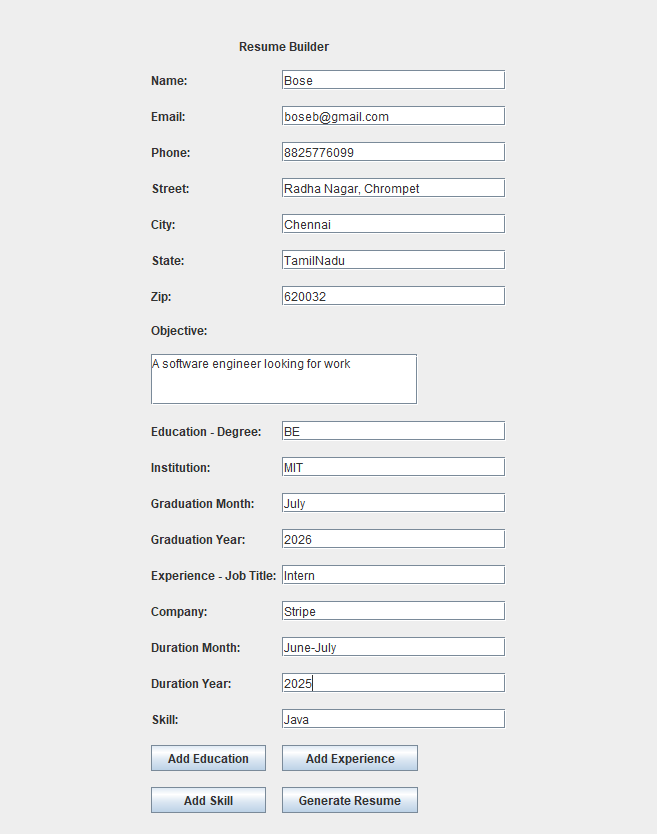 Resume Builder
Name: Bose
Email: boseb@gmail.com
Phone: 8825776099
Street: Radha Nagar, Chrompet
City: Chennai
State: TamilNadu
Zip: 620032
Objective:
A software engineer looking for work
Education - Degree: BE
Institution: MIT
Graduation Month: July
Graduation Year: 2026
Experience - Job Title: Intern
Company: Stripe
Duration Month: June-July
Duration Year: 2025
Skill: Java
Add Education Add Experience
Add Skill Generate Resume